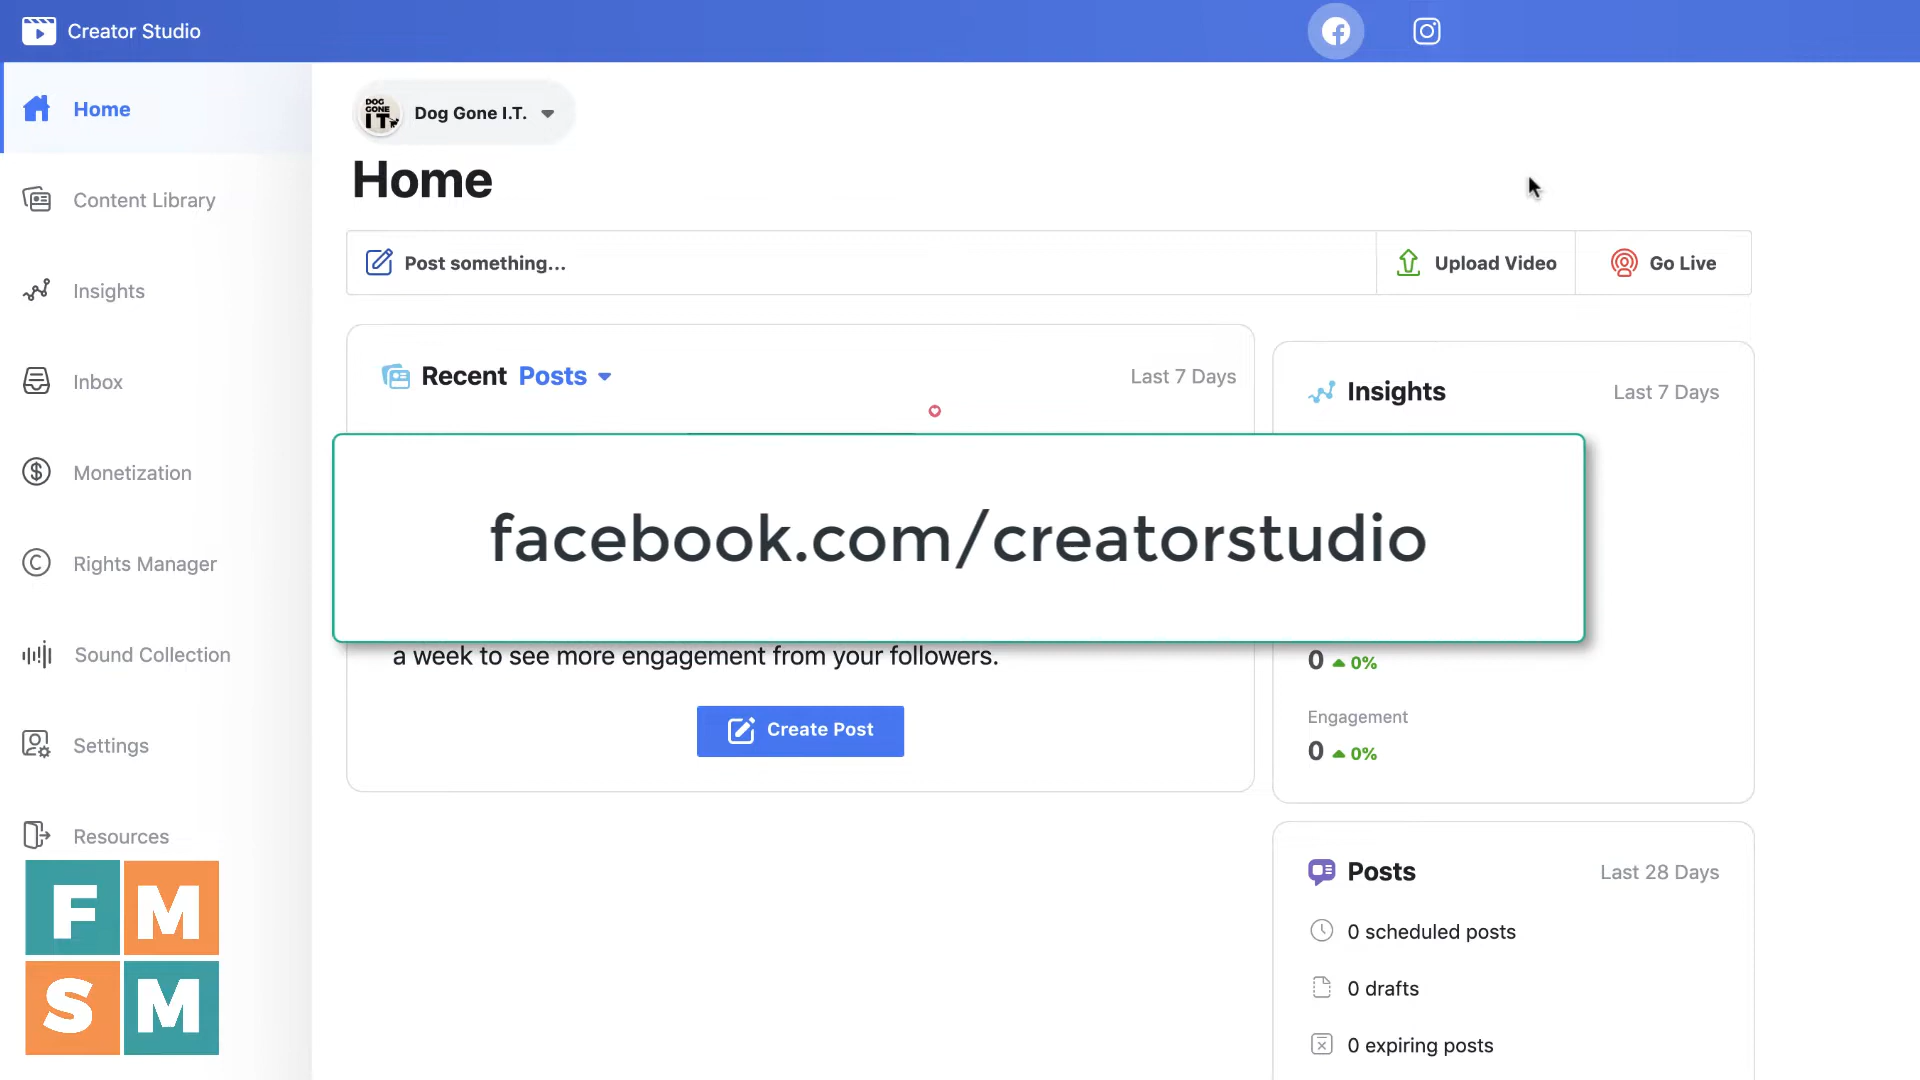 Creator Studio
Home
Content Library
Insights
Inbox
Monetization
Rights Manager
Sound Collection
Settings
Resources
F M
S M
DOG
GONE
IT
Dog Gone I.T.
Home
Post something...
Upload Video
Go Live
Recent Posts
Last 7 Days
facebook.com/creatorstudio
a week to see more engagement from your followers.
Create Post
Insights
Last 7 Days
0 0%
Engagement
0 0%
Posts
Last 28 Days
0 scheduled posts
0 drafts
0 expiring posts